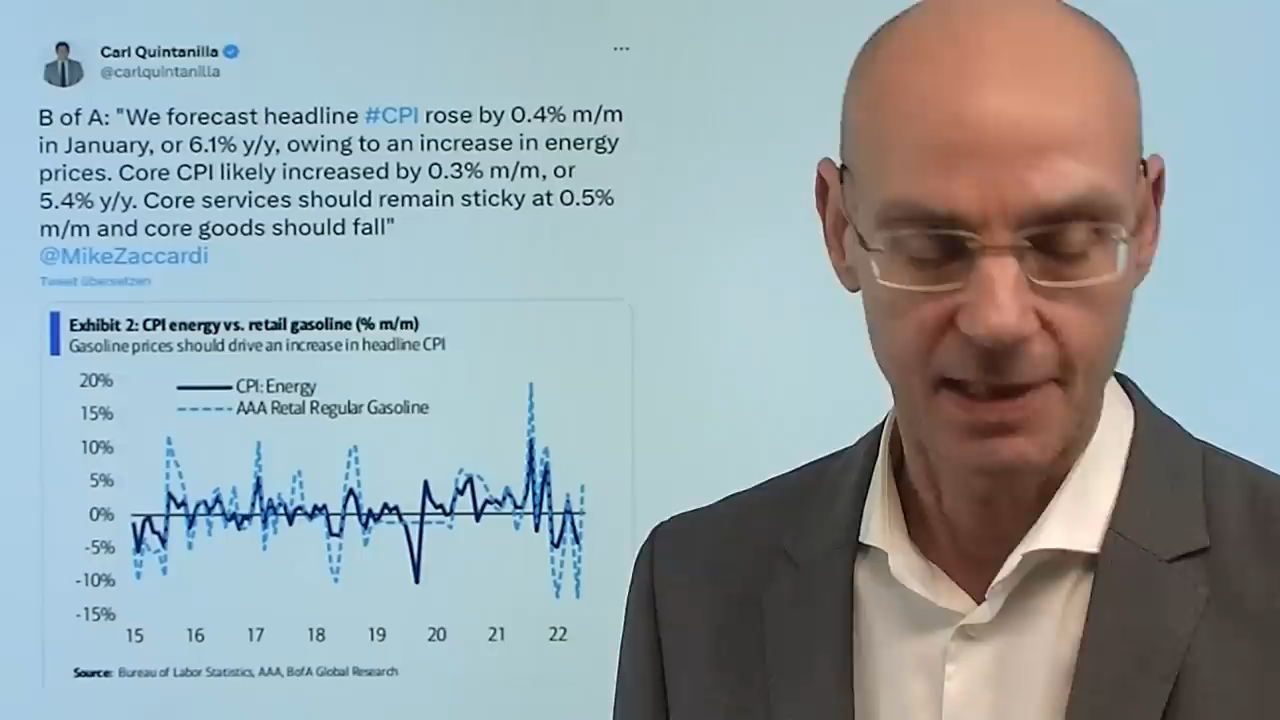 Carl Quintanilla
@carlquintanilla
B of A: "We forecast headline #CPI rose by 0.4% m/m
in January, or 6.1% y/y, owing to an increase in energy
prices. Core CPI likely increased by 0.3% m/m, or
5.4% y/y. Core services should remain sticky at 0.5%
m/m and core goods should fall"
@MikeZaccardi
Tweet übersetzen
Exhibit 2: CPI energy vs. retail gasoline (% m/m)
Gasoline prices should drive an increase in headline CPI
20%
CPI: Energy
AAA Retal Regular Gasoline
15%
10%
5%
0%
-5%
-10%
-15%
15 16 17 18 19 20 21 22
Source: Bureau of Labor Statistics, AAA, BofA Global Research